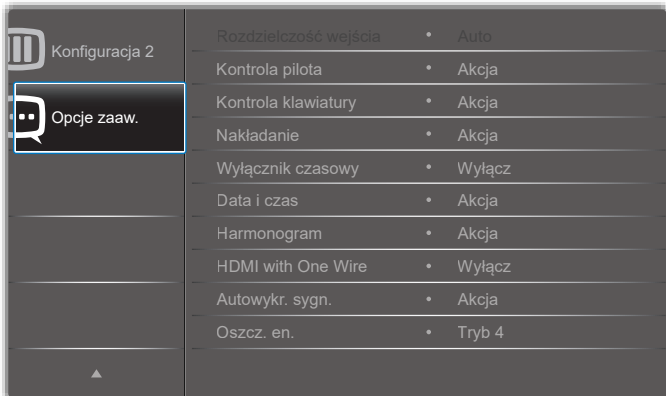 Konfiguracja 2
Opcje zaaw.
Rozdzielczość wejścia • Auto
Kontrola pilota • Akcja
Kontrola klawiatury • Akcja
Nakładanie • Akcja
Wyłącznik czasowy • Wyłącz
Data i czas • Akcja
Harmonogram • Akcja
HDMI with One Wire • Wyłącz
Autowykr. sygn. • Akcja
Oszcz. en. • Tryb 4